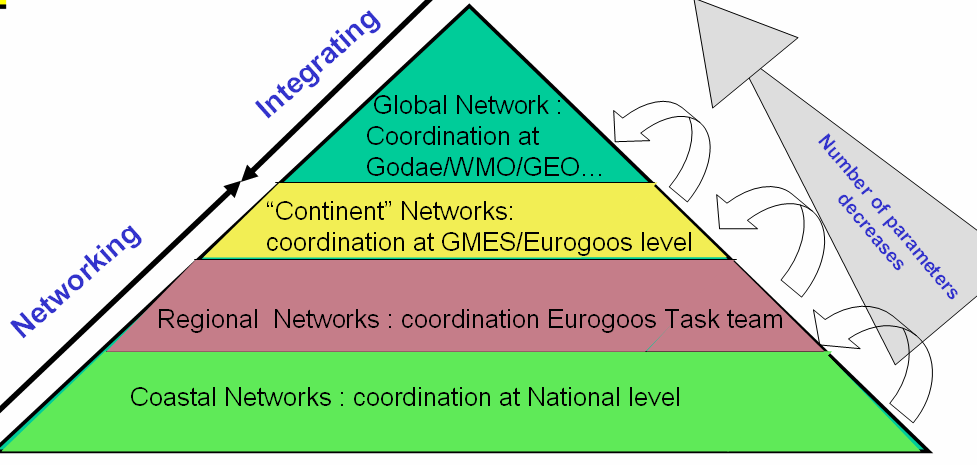 Integrating
Networking
Global Network :
Coordination at
Godae/WMO/GEO...
“Continent” Networks:
coordination at GMES/Eurogoos level
Regional  Networks : coordination Eurogoos Task team
Coastal Networks : coordination at National level
Number of parameters
decreases